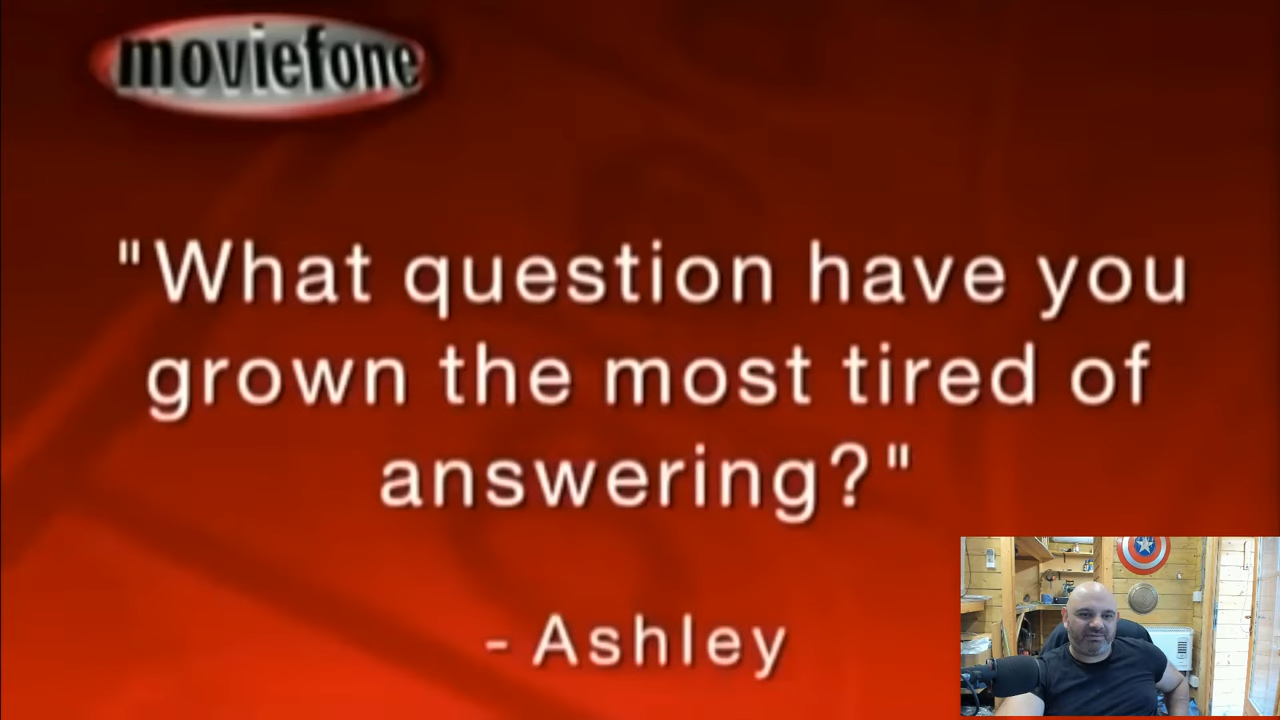 moviefone
"What question have you
grown the most tired of
answering?"
- Ashley